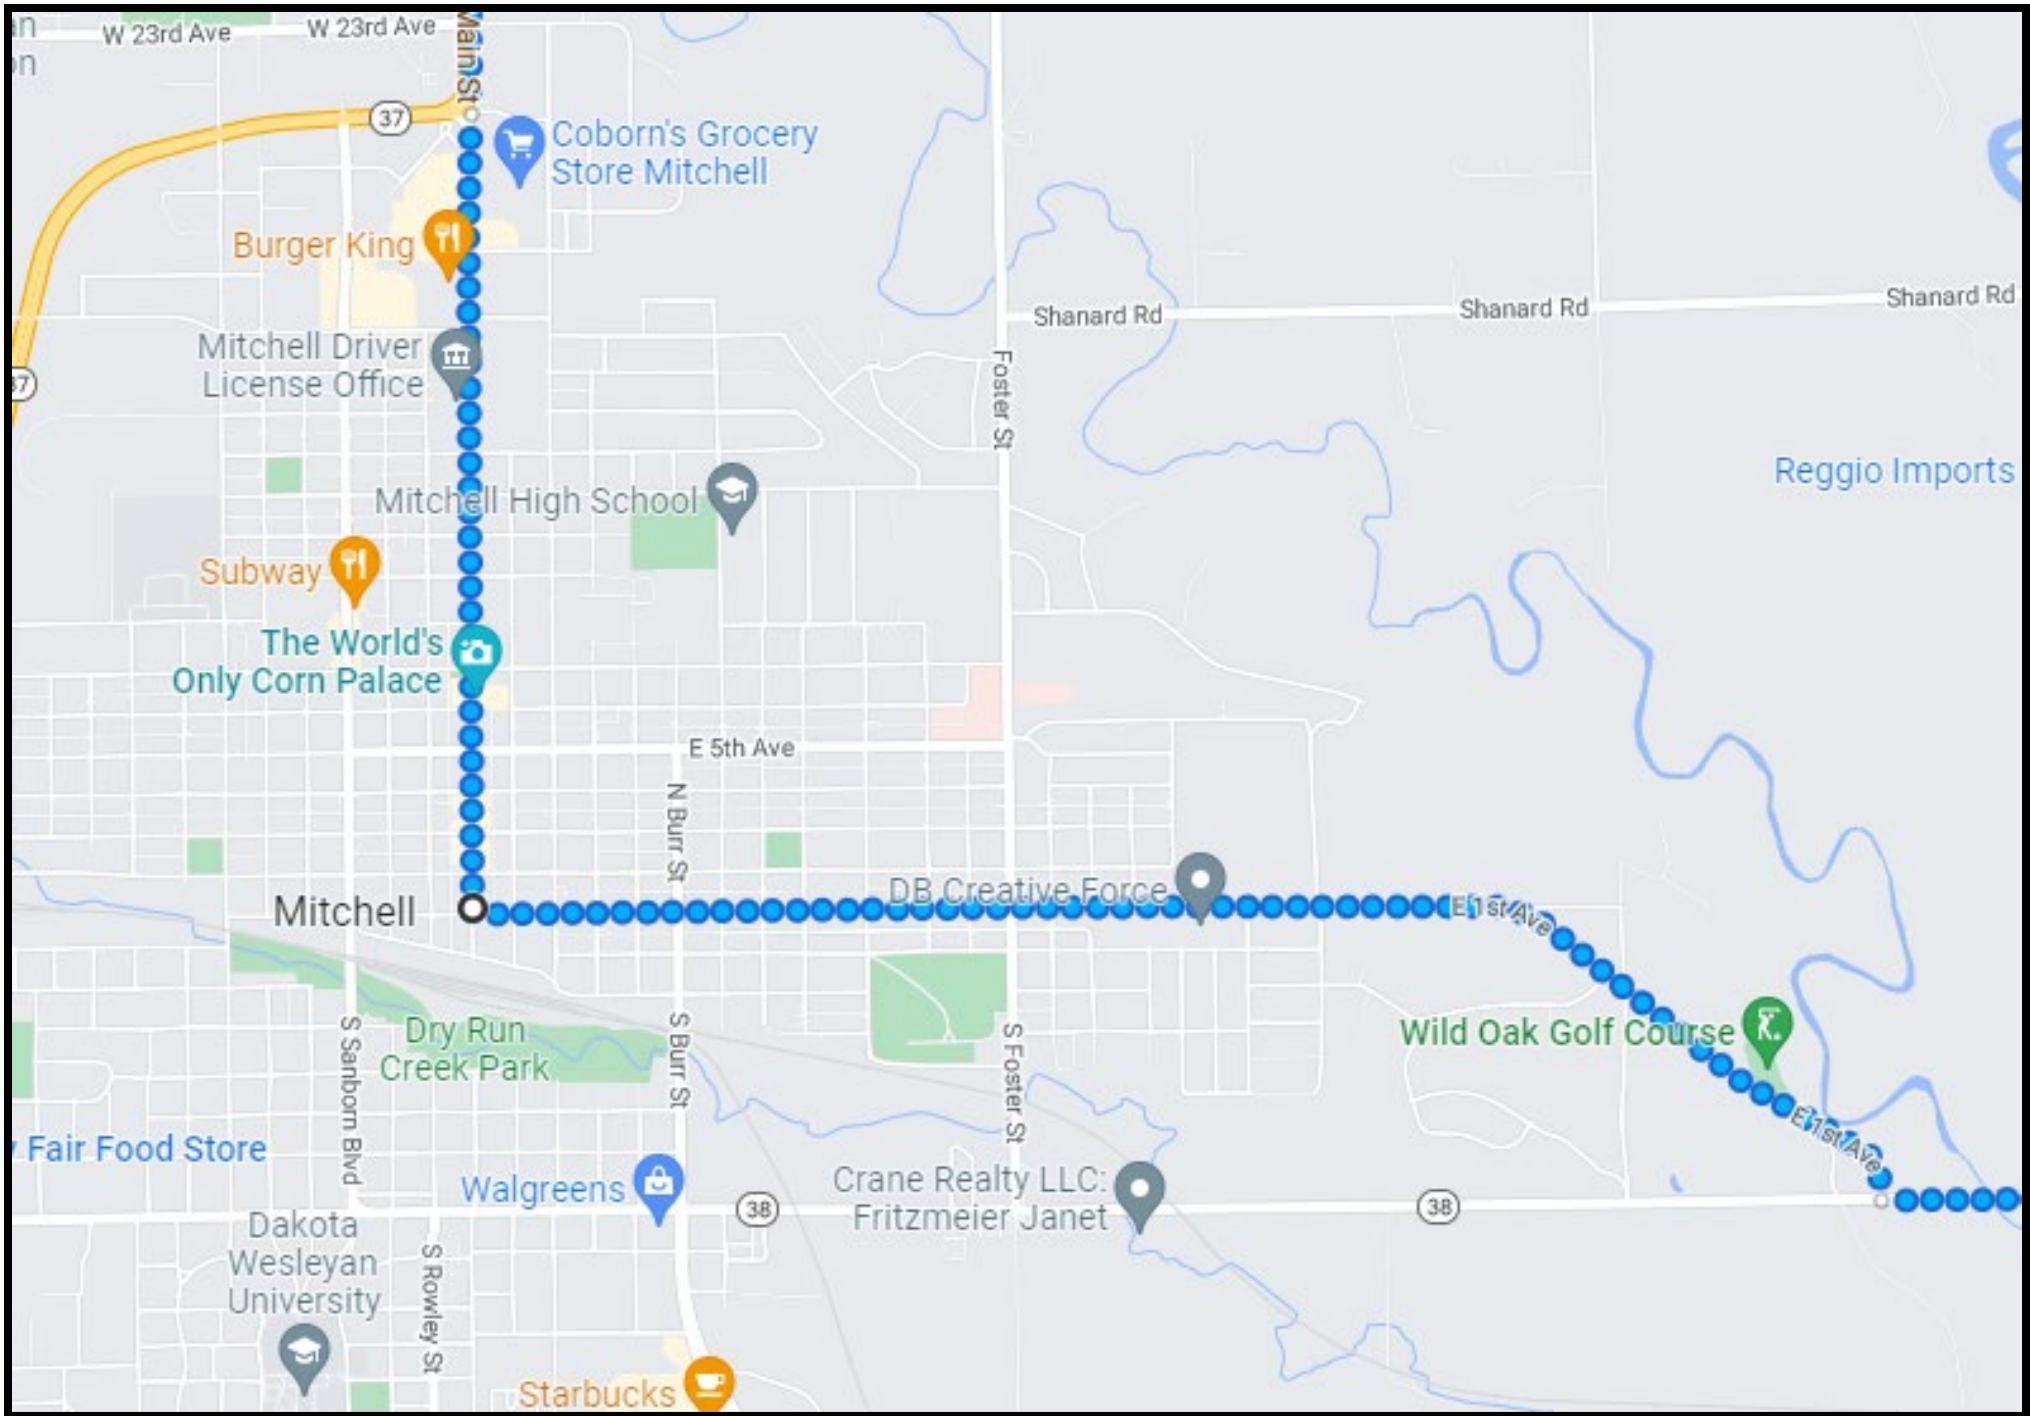 W 23rd Ave
W 23rd Ave
Main St
on
37
Coborn's Grocery
Store Mitchell
Burger King
Shanard Rd
Shanard Rd
Shanard Rd
Mitchell Driver
License Office
37
Foster St
Reggio Imports
Mitchell High School
Subway
The World's
Only Corn Palace
E 5th Ave
N Burr St
DB Creative Force
Mitchell
E 1st Ave
Dry Run
Creek Park
S Sanborn Blvd
S Burr St
S Foster St
Wild Oak Golf Course
E 1st Ave
y Fair Food Store
Walgreens
38
Crane Realty LLC:
Fritzmeier Janet
38
Dakota
Wesleyan
University
S Rowley St
Starbucks